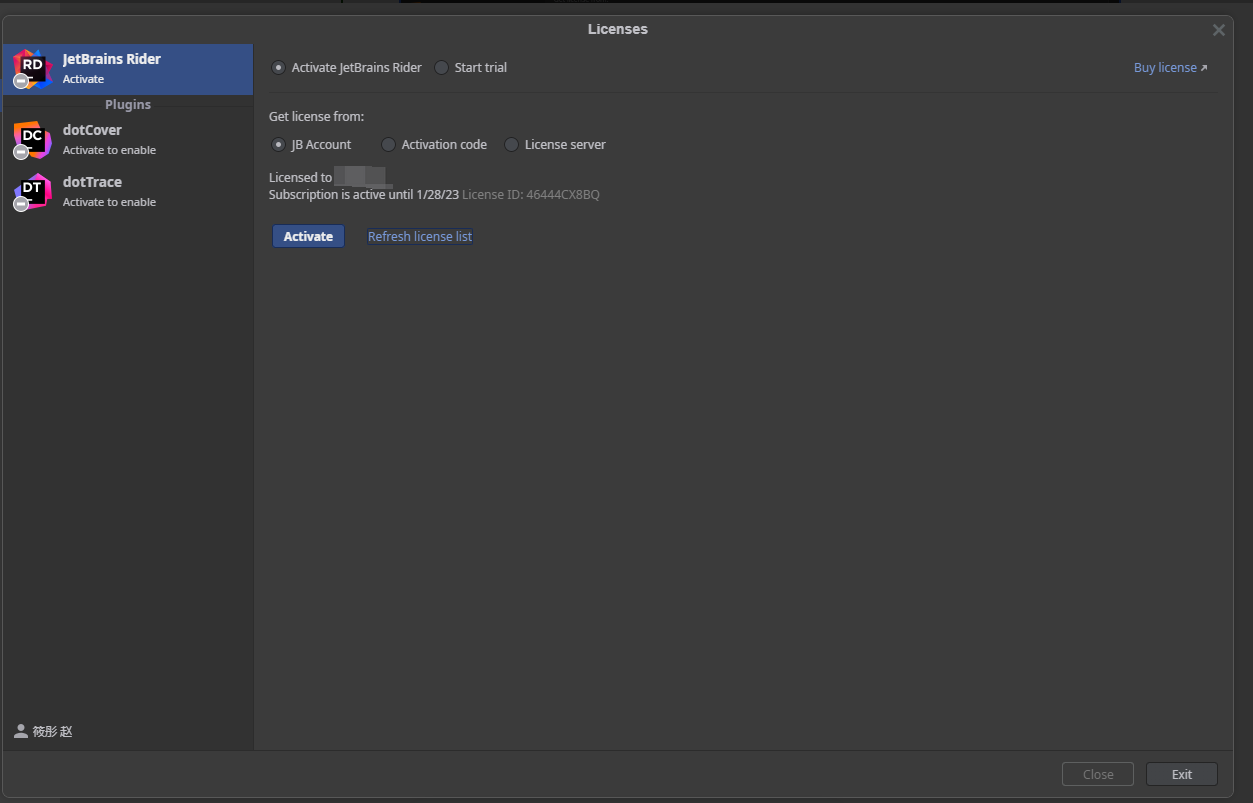 Licenses
RD
JetBrains Rider
Activate
Plugins
DC
dotCover
Activate to enable
DT
dotTrace
Activate to enable
筱彤 赵
Activate JetBrains Rider
Start trial
Buy license
Get license from:
JB Account
Activation code
License server
Licensed to
Subscription is active until 1/28/23 License ID: 46444CX8BQ
Activate
Refresh license list
Close
Exit